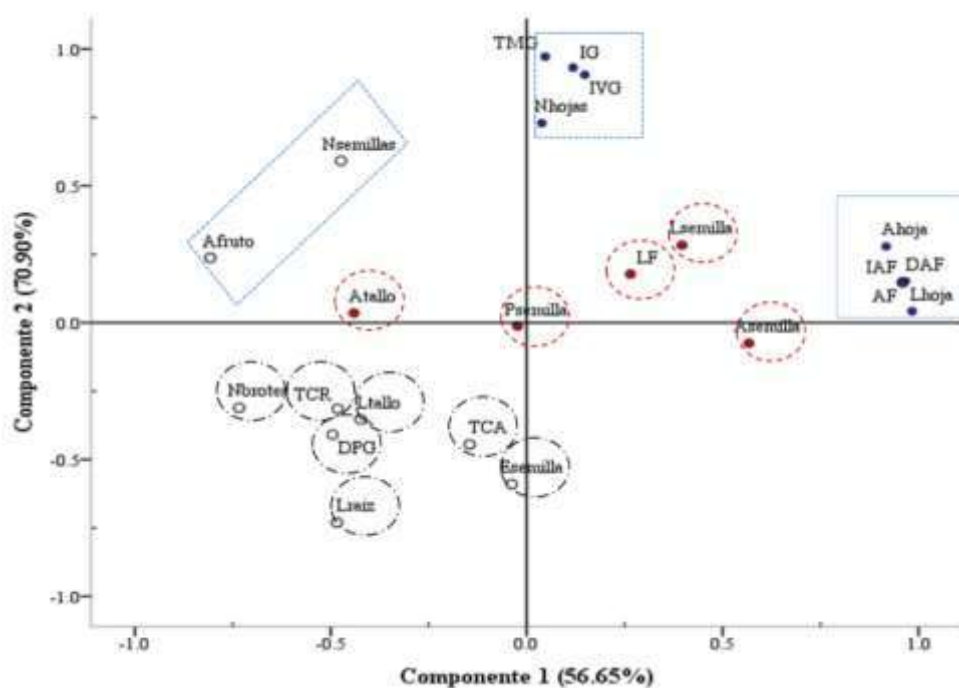 TMG
IG
IVG
Nhojas
Nsemillas
Afruto
Lsemilla
LF
Atallo
Psemilla
Asemilla
Ahoja
IAF DAF
AF Lhoja
Nbrotes
TCR
Ltallo
DPG
TCA
Esemilla
Lraiz
1.0
0.5
0.0
-0.5
-1.0
Componente 2 (70.90%)
-1.0 -0.5 0.0 0.5 1.0
Componente 1 (56.65%)